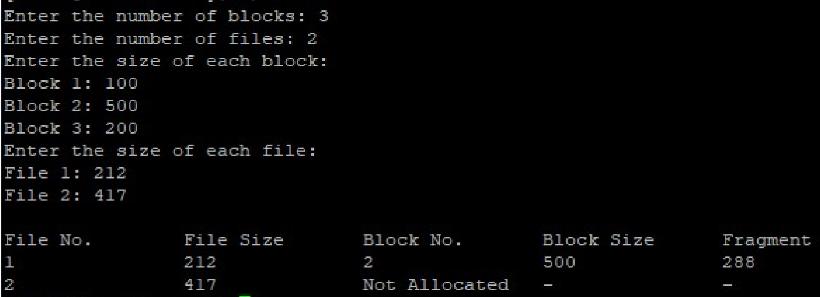 Enter the number of blocks: 3
Enter the number of files: 2
Enter the size of each block:
Block 1: 100
Block 2: 500
Block 3: 200
Enter the size of each file:
File 1: 212
File 2: 417
File No. File Size Block No. Block Size Fragment
1 212 2 500 288
2 417 Not Allocated - -